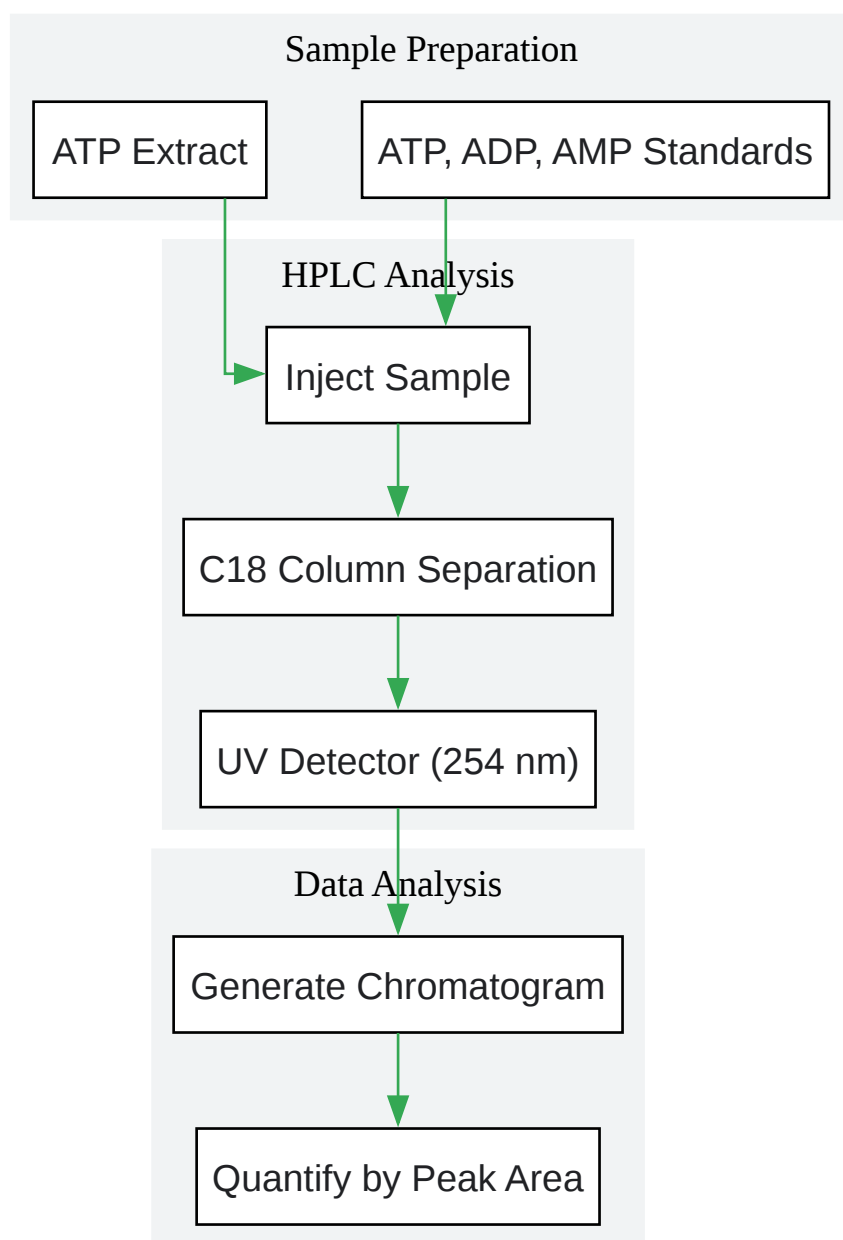 Sample Preparation
ATP Extract
ATP, ADP, AMP Standards
HPLC Analysis
Inject Sample
C18 Column Separation
UV Detector (254 nm)
Data Analysis
Generate Chromatogram
Quantify by Peak Area